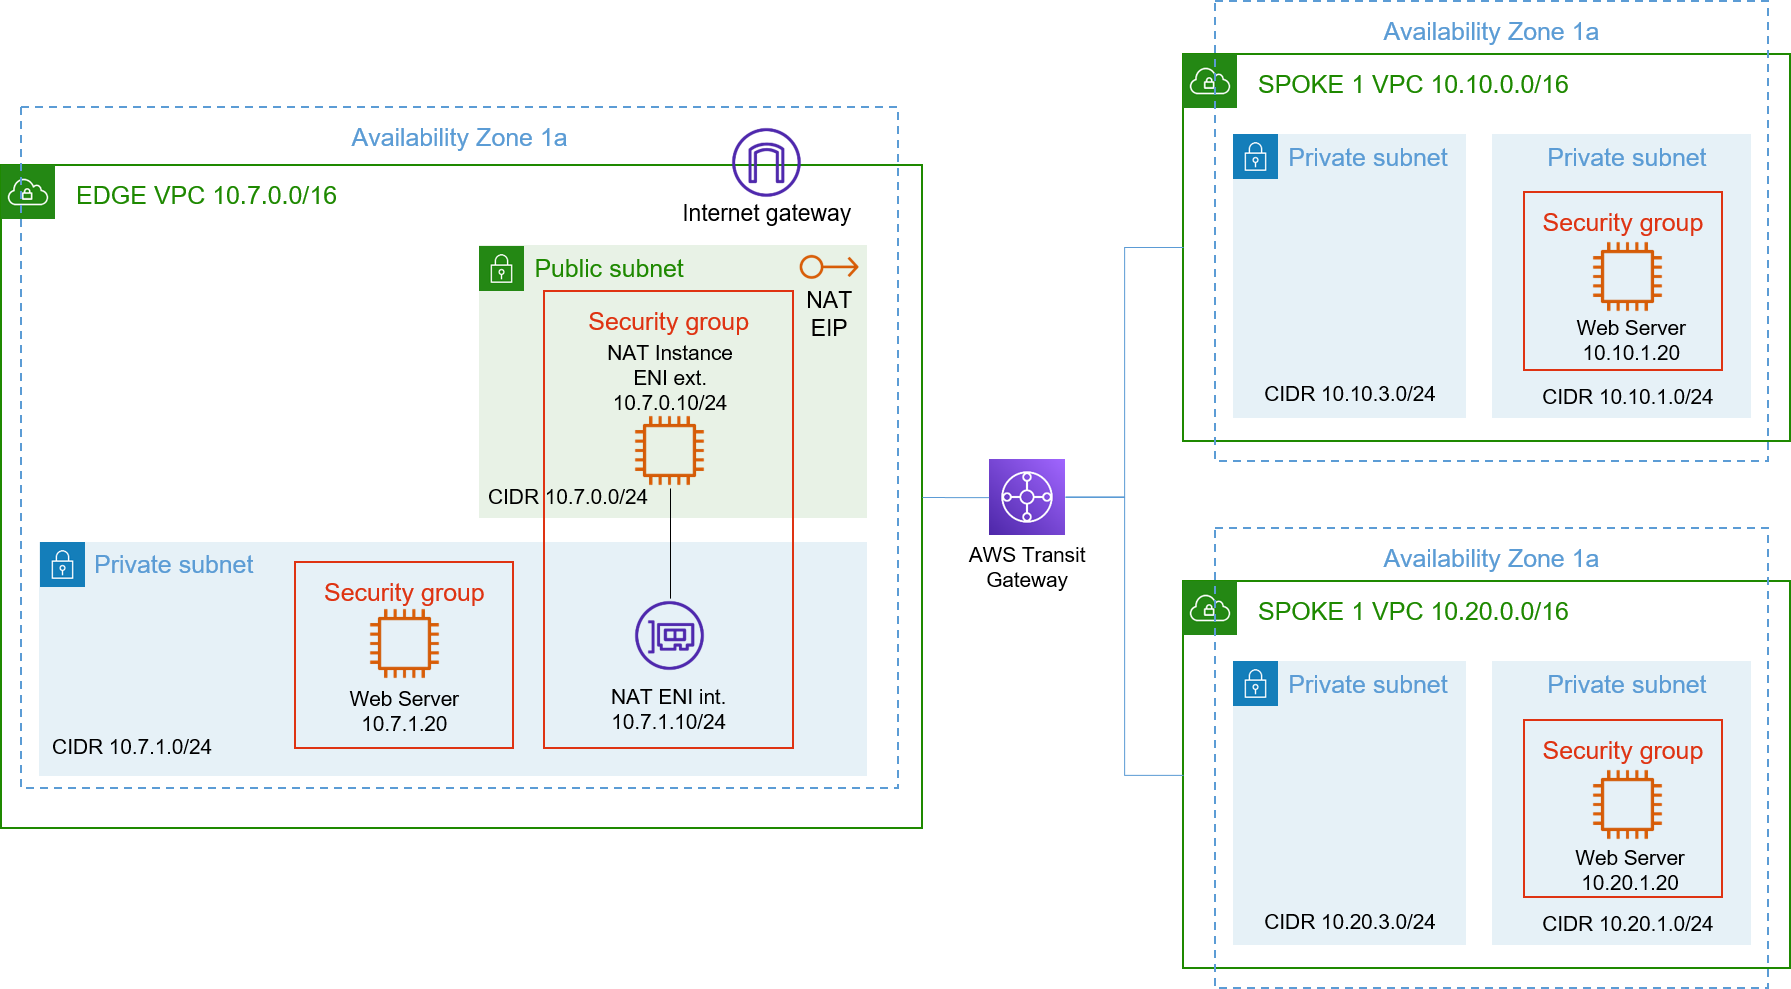 Availability Zone 1a
EDGE VPC 10.7.0.0/16
Internet gateway
Public subnet
NAT
EIP
Security group
NAT Instance
ENI ext.
10.7.0.10/24
CIDR 10.7.0.0/24
Private subnet
Security group
Web Server
10.7.1.20
NAT ENI int.
10.7.1.10/24
CIDR 10.7.1.0/24
AWS Transit
Gateway
Availability Zone 1a
SPOKE 1 VPC 10.10.0.0/16
Private subnet
CIDR 10.10.3.0/24
Private subnet
Security group
Web Server
10.10.1.20
CIDR 10.10.1.0/24
Availability Zone 1a
SPOKE 1 VPC 10.20.0.0/16
Private subnet
CIDR 10.20.3.0/24
Private subnet
Security group
Web Server
10.20.1.20
CIDR 10.20.1.0/24